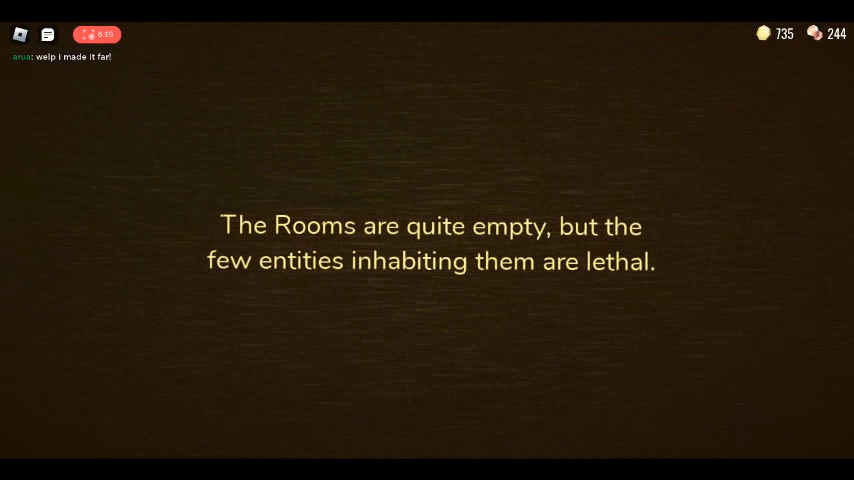 6:19
735
244
arua: welp i made it far!
The Rooms are quite empty, but the
few entities inhabiting them are lethal.